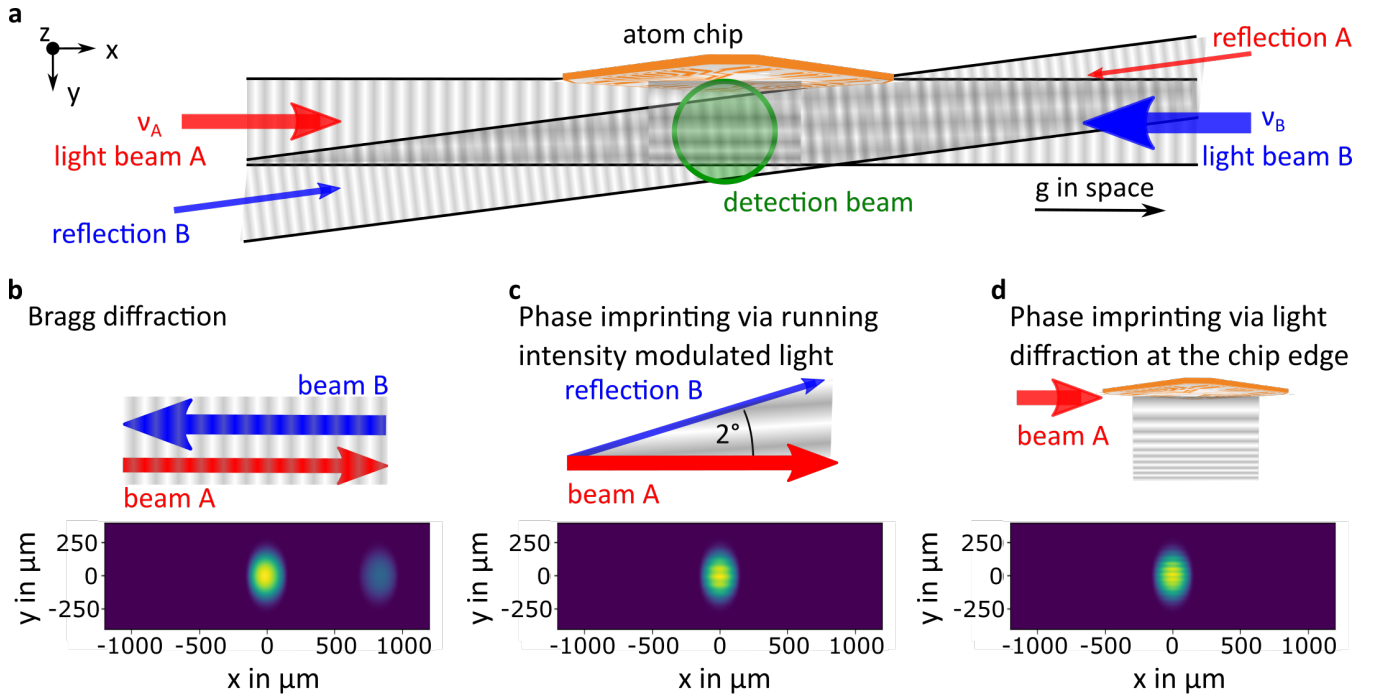 a
z
x
y
atom chip
reflection A
νA
light beam A
νB
light beam B
detection beam
g in space
reflection B
b
Bragg diffraction
beam B
beam A
y in µm
250
0
-250
-1000 -500 0 500 1000
x in µm
c
Phase imprinting via running
intensity modulated light
reflection B
2°
beam A
y in µm
250
0
-250
-1000 -500 0 500 1000
x in µm
d
Phase imprinting via light
diffraction at the chip edge
beam A
y in µm
250
0
-250
-1000 -500 0 500 1000
x in µm